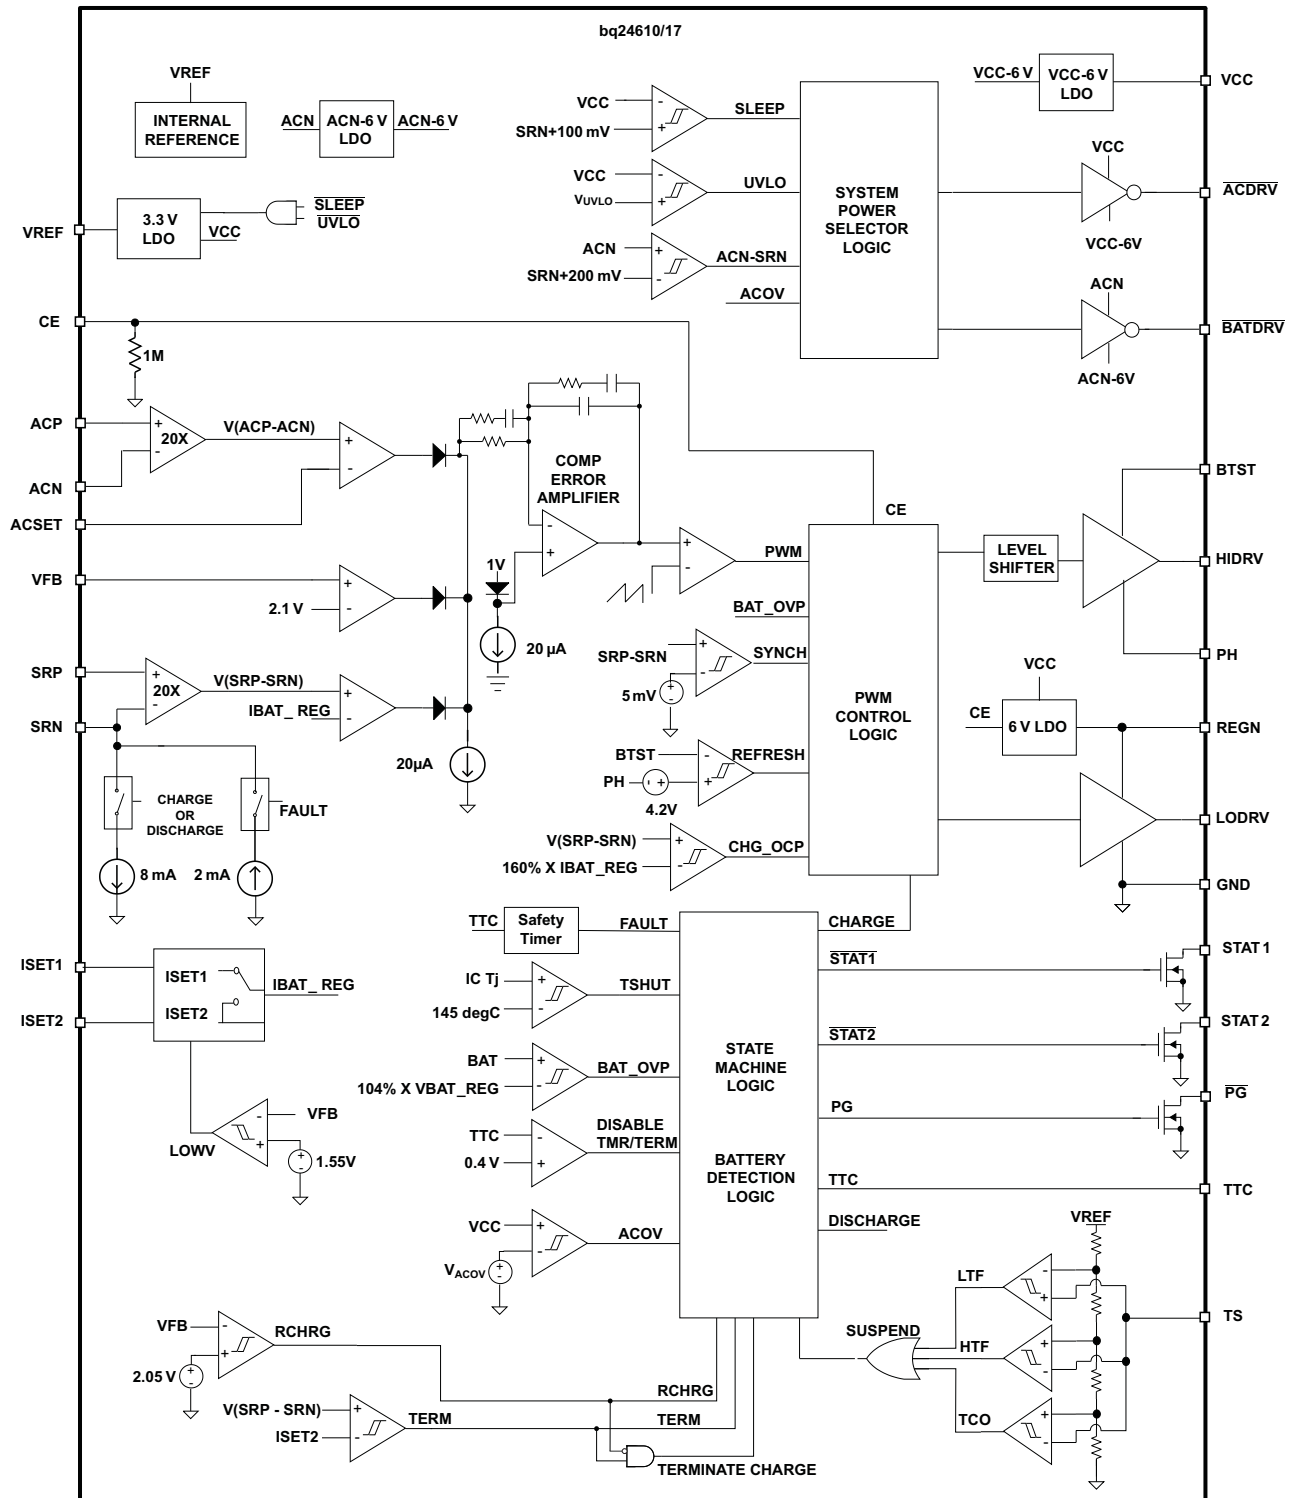 bq24610/17
VREF
INTERNAL
REFERENCE
ACN
ACN-6 V
LDO
ACN-6 V
VCC
SRN+100 mV
-
+
SLEEP
VCC
VUVLO
-
+
UVLO
ACN
SRN+200 mV
+
-
ACN-SRN
ACOV
SYSTEM
POWER
SELECTOR
LOGIC
VCC-6 V
VCC-6 V
LDO
VCC
VCC
ACDRV
VCC-6V
ACN
BATDRV
ACN-6V
VREF
3.3 V
LDO
VCC
SLEEP
UVLO
CE
1M
ACP
+
-
20X
V(ACP-ACN)
+
-
ACN
ACSET
COMP
ERROR
AMPLIFIER
-
+
1V
20 µA
VFB
2.1 V
+
-
SRP
+
-
20X
V(SRP-SRN)
IBAT_ REG
+
-
SRN
20µA
CHARGE
OR
DISCHARGE
FAULT
8 mA
2 mA
+
-
PWM
CE
BAT_OVP
SRP-SRN
+
-
SYNCH
5 mV
+
-
BTST
PH
-
+
- +
REFRESH
4.2V
V(SRP-SRN)
160% X IBAT_REG
+
-
CHG_OCP
PWM
CONTROL
LOGIC
LEVEL
SHIFTER
BTST
HIDRV
PH
VCC
CE
6 V LDO
REGN
LODRV
GND
ISET1
ISET2
ISET1
ISET2
IBAT_ REG
LOWV
-
+
VFB
+
-
1.55V
TTC
Safety
Timer
FAULT
CHARGE
IC Tj
145 degC
+
-
TSHUT
BAT
104% X VBAT_REG
+
-
BAT_OVP
TTC
0.4 V
-
+
DISABLE
TMR/TERM
VCC
VACOV
+
-
+
-
ACOV
STATE
MACHINE
LOGIC
BATTERY
DETECTION
LOGIC
STAT1
STAT 1
STAT2
STAT 2
PG
PG
TTC
TTC
DISCHARGE
VREF
LTF
-
+
HTF
+
-
TCO
+
-
TS
SUSPEND
VFB
2.05 V
-
+
+
-
RCHRG
RCHRG
V(SRP - SRN)
ISET2
+
-
TERM
TERM
TERMINATE CHARGE